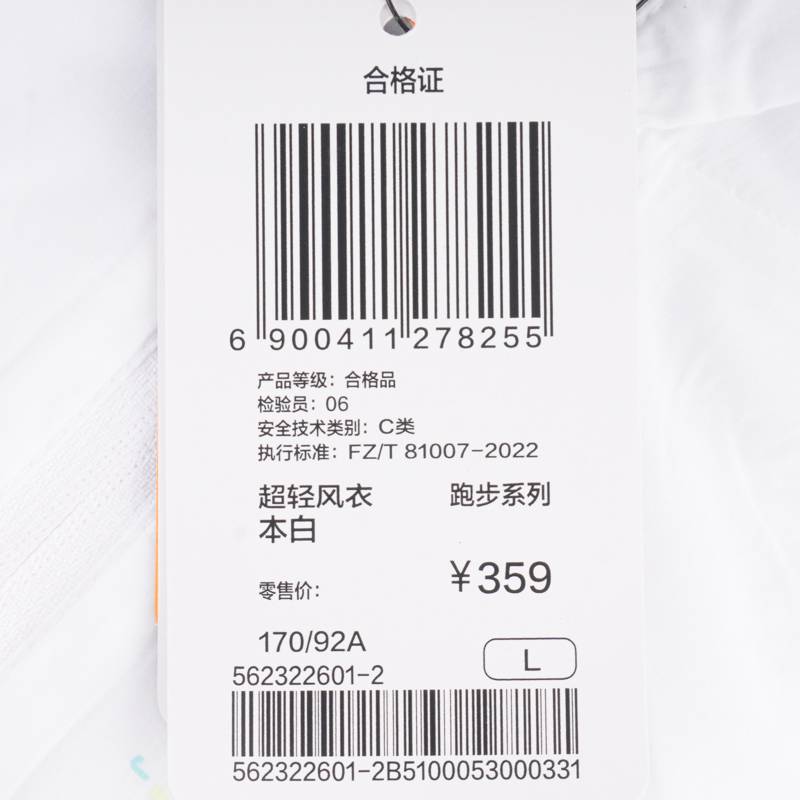 合格证
6 900411 278255
产品等级：合格品
检验员：06
安全技术类别：C类
执行标准：FZ/T 81007-2022
超轻风衣 跑步系列
本白
零售价： ¥359
170/92A L
562322601-2
562322601-2B5100053000331